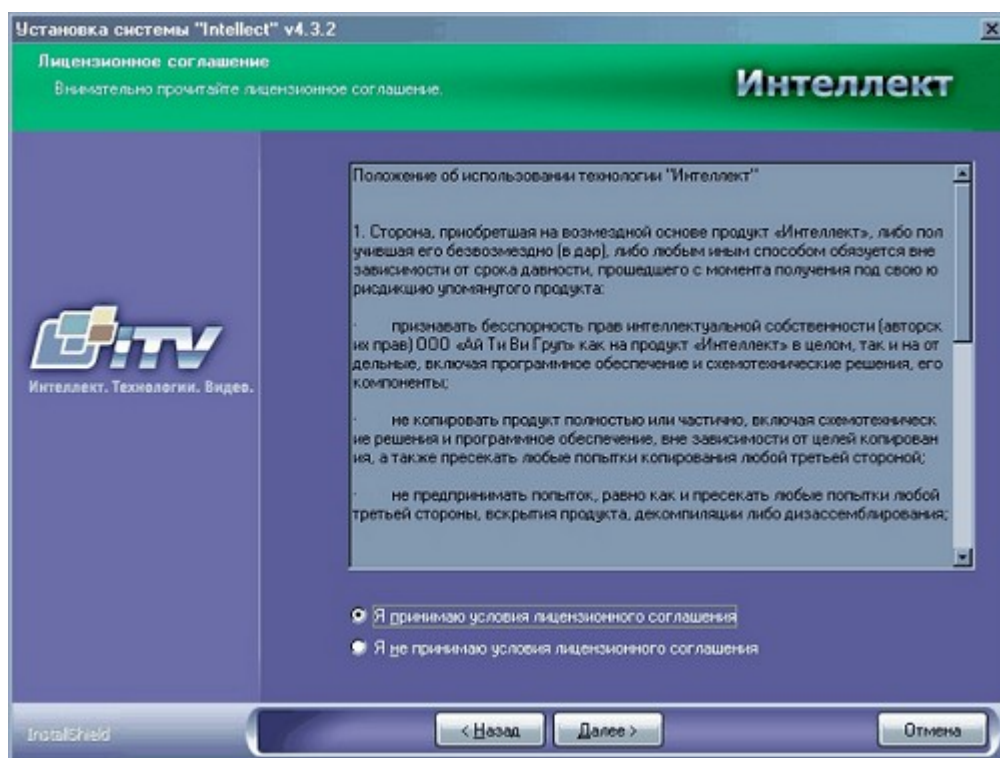 Установка системы "Intellect" v4.3.2
Лицензионное соглашение
Внимательно прочитайте лицензионное соглашение.
Интеллект
Положение об использовании технологии "Интеллект"
1. Сторона, приобретшая на возмездной основе продукт «Интеллект», либо пол
учившая его безвозмездно (в дар), либо любым иным способом обязуется вне
зависимости от срока давности, прошедшего с момента получения под свою ю
рисдикцию упомянутого продукта:
· признавать бесспорность прав интеллектуальной собственности (авторск
их прав) ООО «Ай Ти Ви Груп» как на продукт «Интеллект» в целом, так и на от
дельные, включая программное обеспечение и схемотехнические решения, его
компоненты;
· не копировать продукт полностью или частично, включая схемотехническ
ие решения и программное обеспечение, вне зависимости от целей копирован
ия, а также пресекать любые попытки копирования любой третьей стороной;
· не предпринимать попыток, равно как и пресекать любые попытки любой
третьей стороны, вскрытия продукта, декомпиляции либо дизассемблирования;
iTV
Интеллект. Технологии. Видео.
Я принимаю условия лицензионного соглашения
Я не принимаю условия лицензионного соглашения
InstallShield
< Назад
Далее >
Отмена